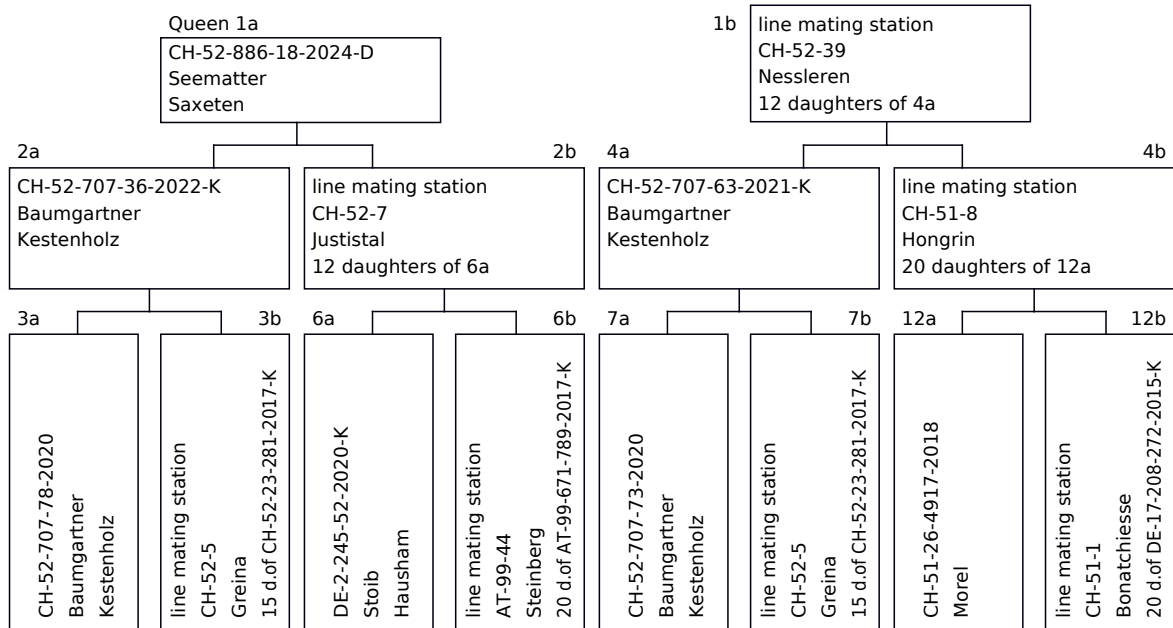 Queen 1a
CH-52-886-18-2024-D
Seematter
Saxeten
1b
line mating station
CH-52-39
Nessleren
12 daughters of 4a
2a
CH-52-707-36-2022-K
Baumgartner
Kestenholz
2b
line mating station
CH-52-7
Justistal
12 daughters of 6a
4a
CH-52-707-63-2021-K
Baumgartner
Kestenholz
4b
line mating station
CH-51-8
Hongrin
20 daughters of 12a
3a
CH-52-707-78-2020
Baumgartner
Kestenholz
3b
line mating station
CH-52-5
Greina
15 d.of CH-52-23-281-2017-K
6a
DE-2-245-52-2020-K
Stoib
Hausham
6b
line mating station
AT-99-44
Steinberg
20 d.of AT-99-671-789-2017-K
7a
CH-52-707-73-2020
Baumgartner
Kestenholz
7b
line mating station
CH-52-5
Greina
15 d.of CH-52-23-281-2017-K
12a
CH-51-26-4917-2018
Morel
12b
line mating station
CH-51-1
Bonatchiesse
20 d.of DE-17-208-272-2015-K